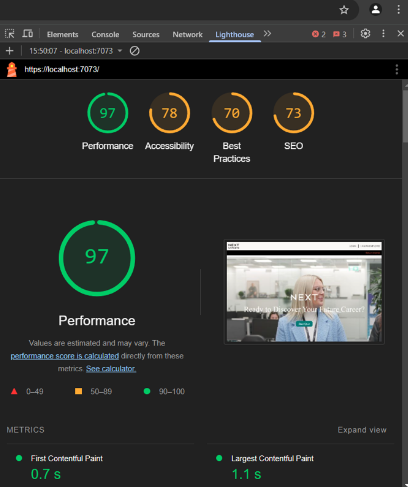 Elements Console Sources Network Lighthouse 2 3
15:50:07 - localhost:7073
https://localhost:7073/
97 78 70 73
Performance Accessibility Best Practices SEO
97
NEXT
NEXT
Ready to Discover Your Future Career?
Performance
Values are estimated and may vary. The
performance score is calculated directly from these
metrics. See calculator.
0–49 50–89 90–100
METRICS Expand view
First Contentful Paint Largest Contentful Paint
0.7 s 1.1 s